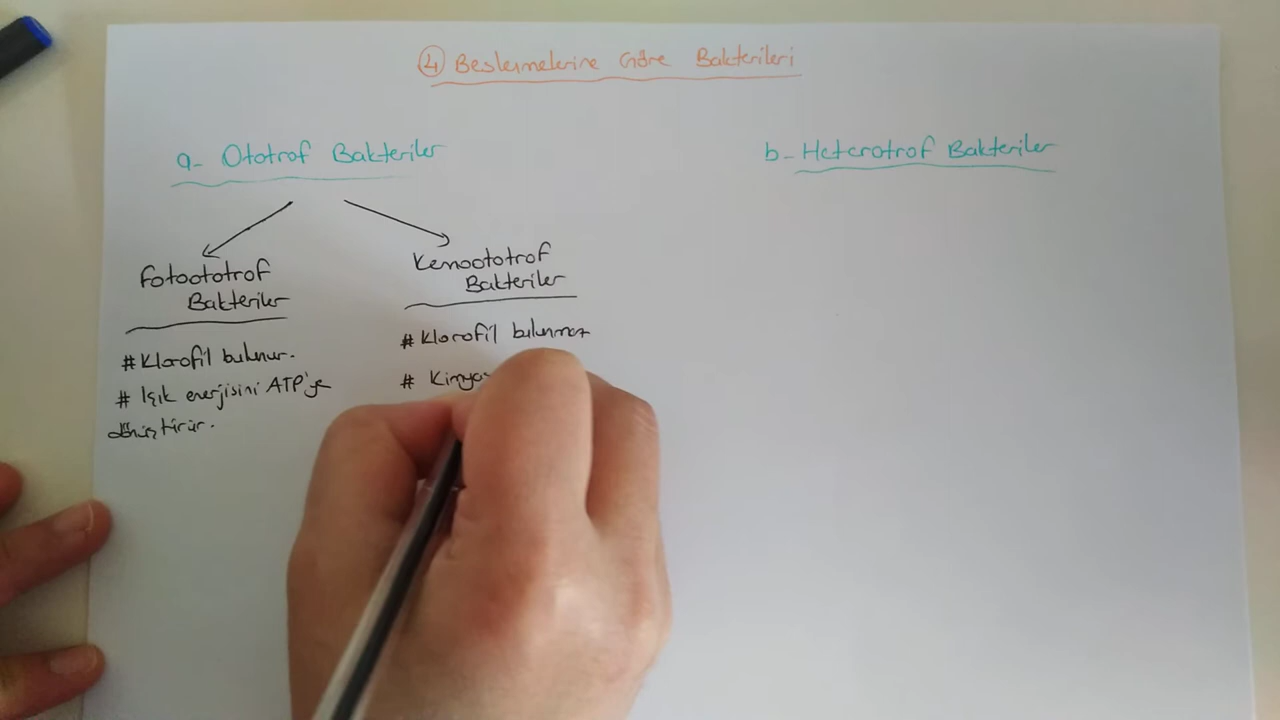 ④ Beslenmelerine Göre Bakterileri
a- Ototrof Bakteriler
Fotoototrof
Bakteriler
#Klorofil bulunur.
# Işık enerjisini ATP'ye
dönüştürür.
Kemoototrof
Bakteriler
#Klorofil bulunmaz
#
b- Heterotrof Bakteriler